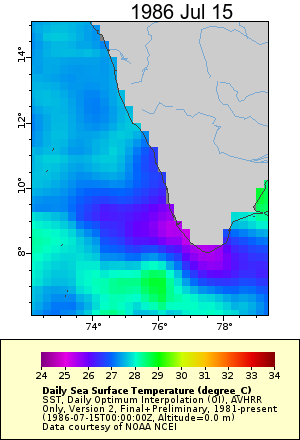 1986 Jul 15
14°
12°
10°
8°
74° 76° 78°
24 25 26 27 28 29 30 31 32 33 34
Daily Sea Surface Temperature (degree_C)
SST, Daily Optimum Interpolation (OI), AVHRR
Only, Version 2, Final+Preliminary, 1981-present
(1986-07-15T00:00:00Z, Altitude=0.0 m)
Data courtesy of NOAA NCEI